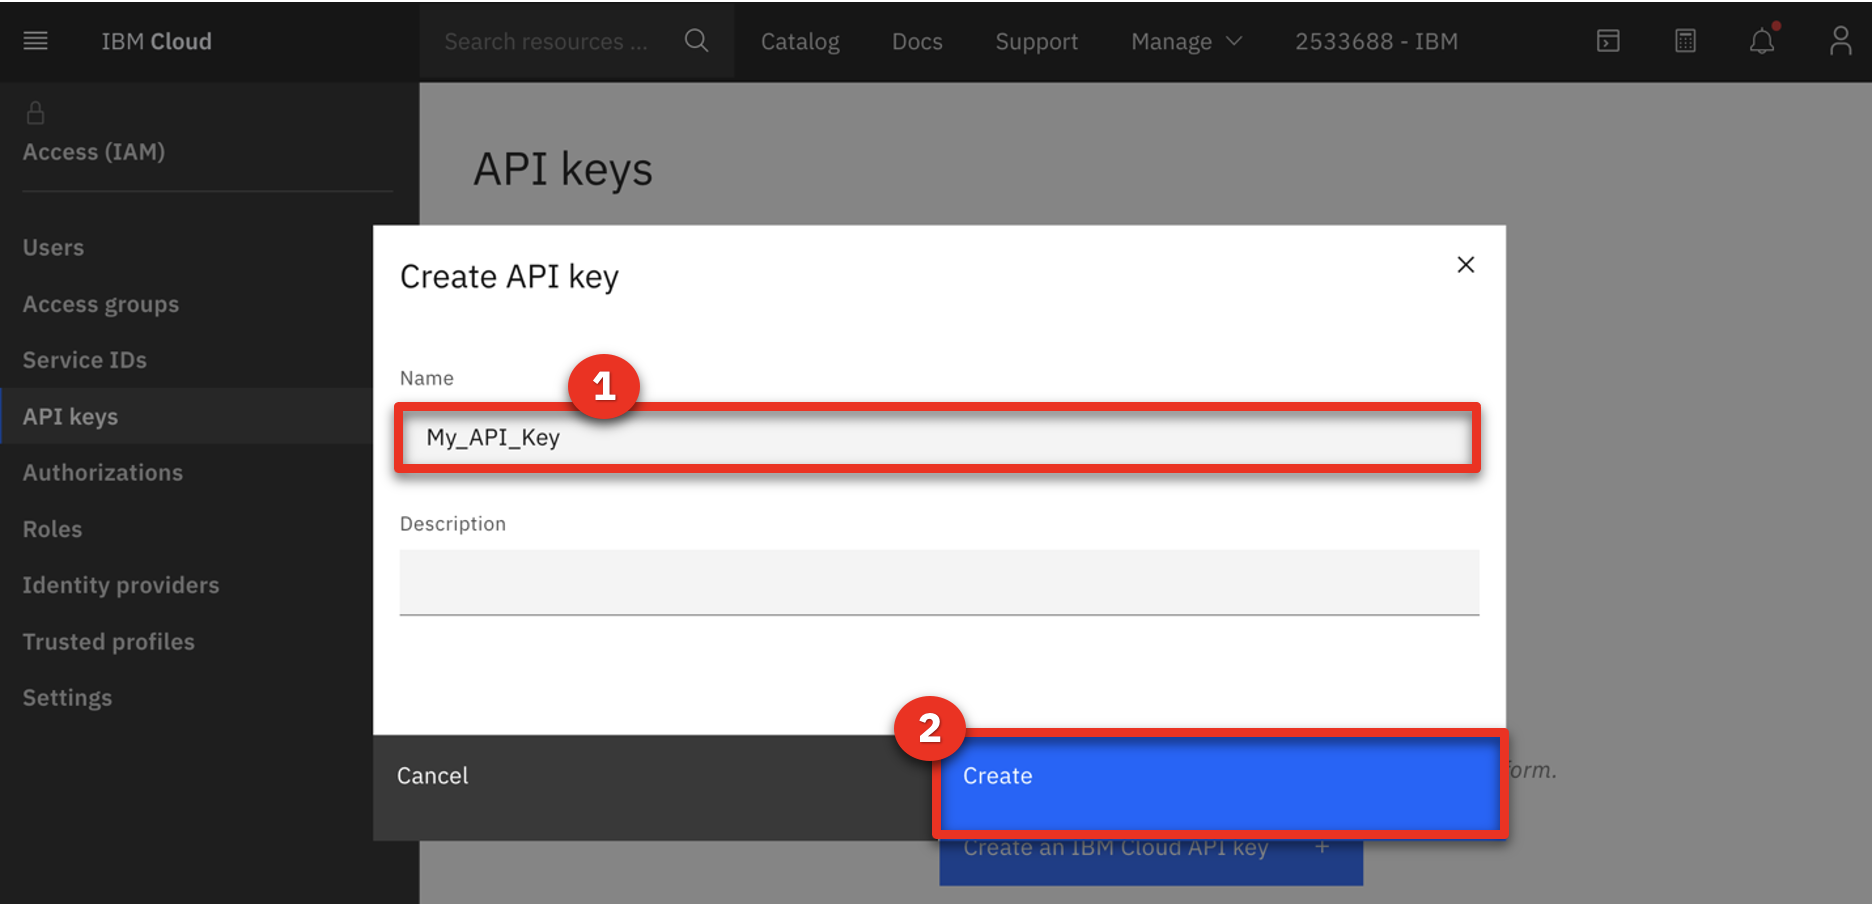 IBM Cloud
Search resources ...
Catalog
Docs
Support
Manage
2533688 - IBM
Access (IAM)
Users
Access groups
Service IDs
API keys
Authorizations
Roles
Identity providers
Trusted profiles
Settings
API keys
Create API key
Name
1
My_API_Key
Description
2
Cancel
Create
form.
Create an IBM Cloud API key +